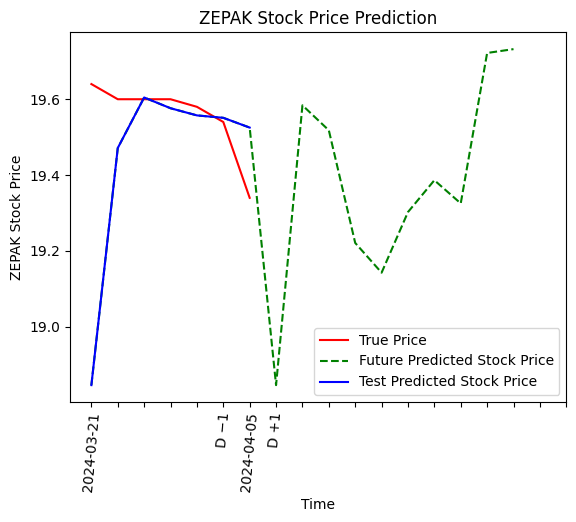 ZEPAK Stock Price Prediction
ZEPAK Stock Price
19.6
19.4
19.2
19.0
True Price
Future Predicted Stock Price
Test Predicted Stock Price
2024-03-21
D −1
2024-04-05
D +1
Time